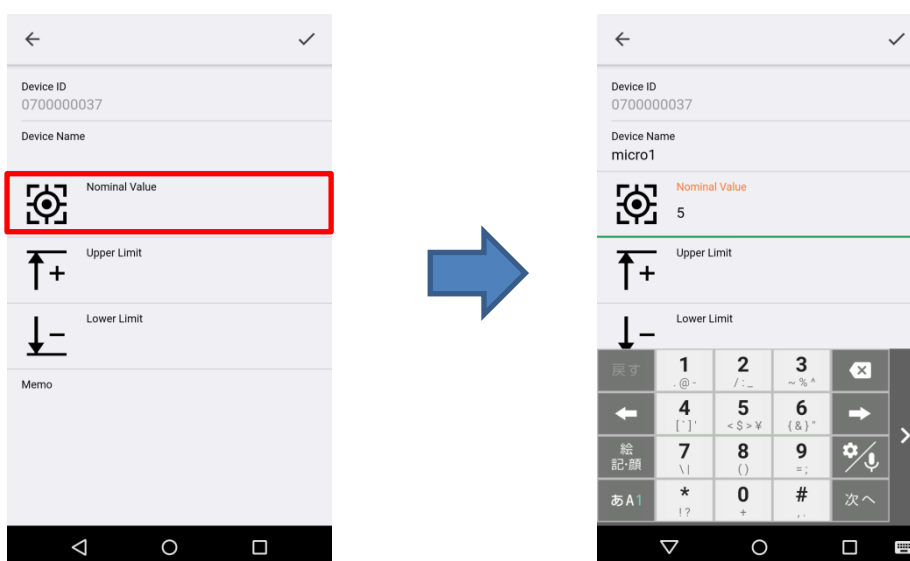 Device ID
0700000037
Device Name
Nominal Value
Upper Limit
Lower Limit
Memo
Device ID
0700000037
Device Name
micro1
Nominal Value
5
Upper Limit
Lower Limit
戻す 1 2 3
.@- /:_ ~%^
4 5 6
[`]' <$>¥ {&}"
絵記・顔 7 8 9
\| () =;
あA1 * 0 # 次へ
!? + ,.